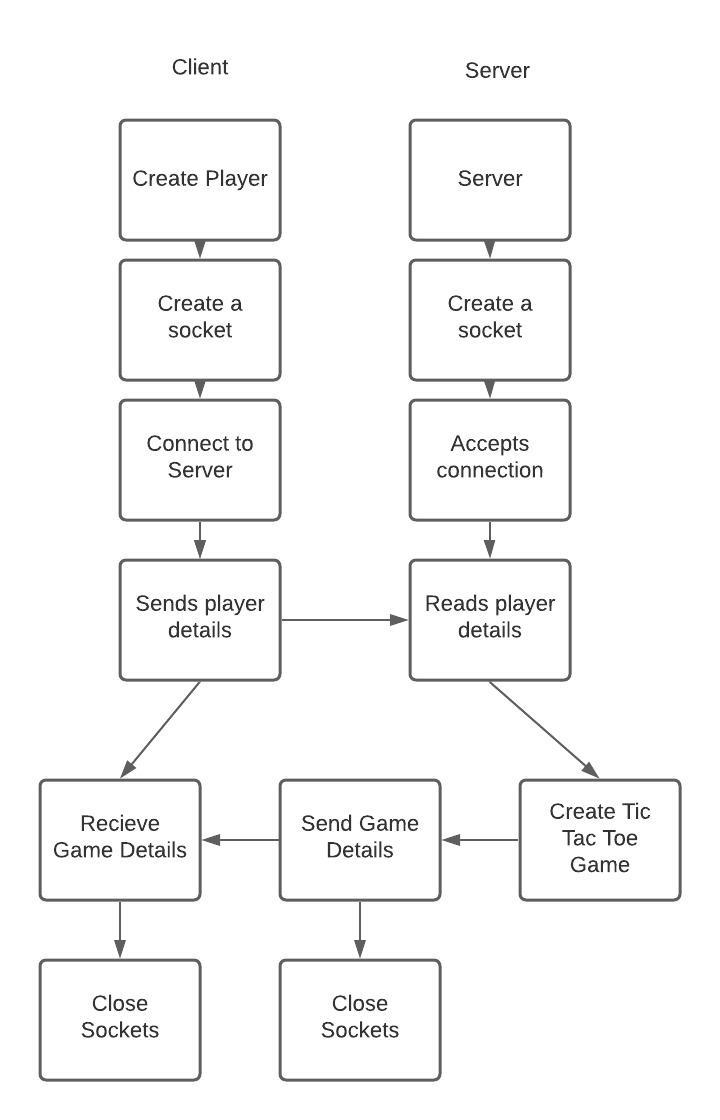 Client
Server
Create Player
Server
Create a
socket
Create a
socket
Connect to
Server
Accepts
connection
Sends player
details
Reads player
details
Recieve
Game Details
Send Game
Details
Create Tic
Tac Toe
Game
Close
Sockets
Close
Sockets